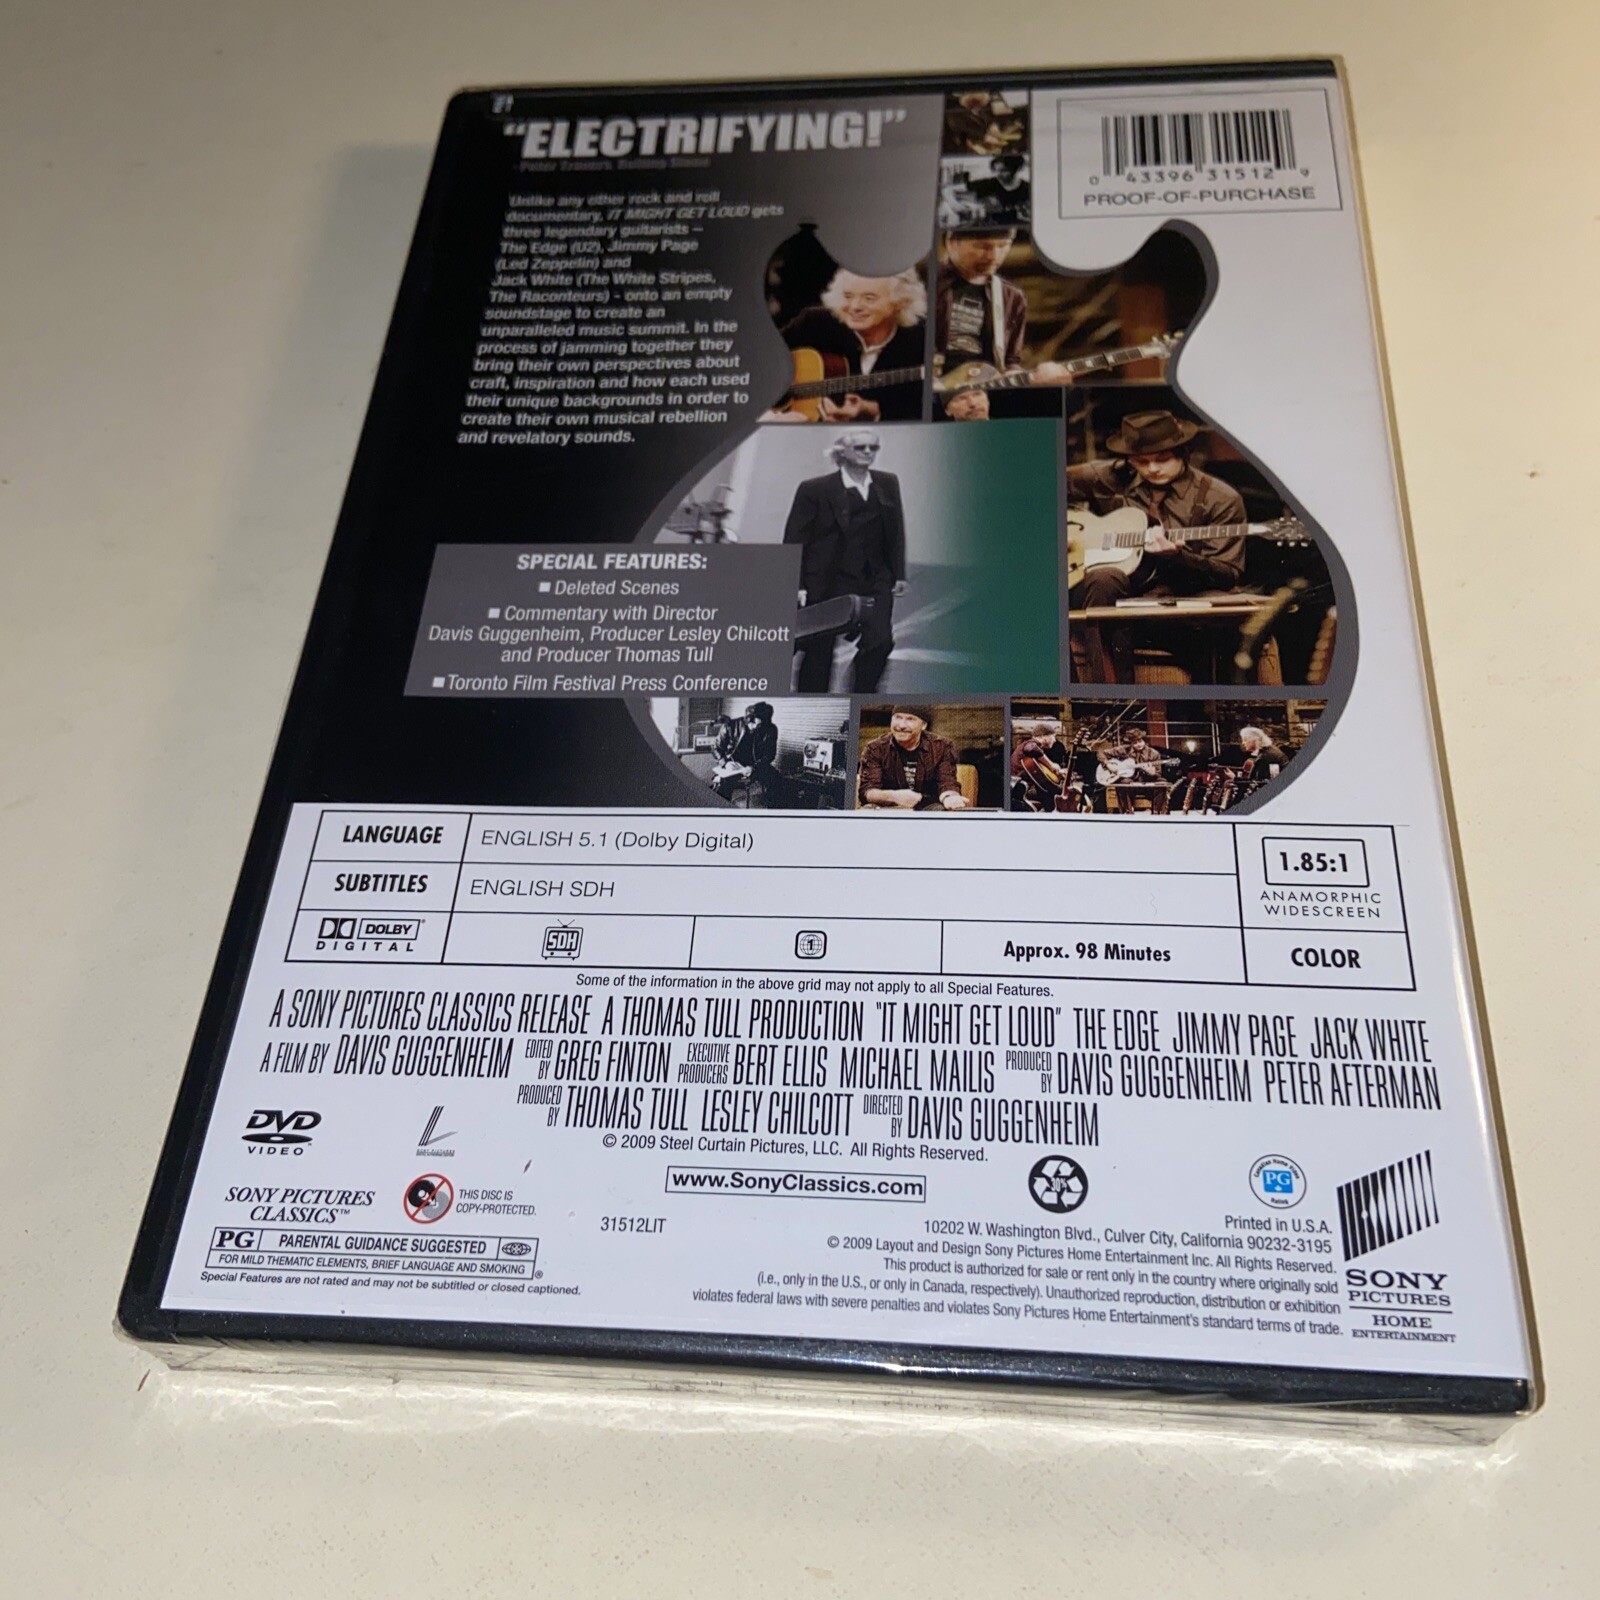 "ELECTRIFYING!"
-Peter Travers, Rolling Stone
Unlike any other rock and roll
documentary, IT MIGHT GET LOUD gets
three legendary guitarists –
The Edge (U2), Jimmy Page
(Led Zeppelin) and
Jack White (The White Stripes,
The Raconteurs) - onto an empty
soundstage to create an
unparalleled music summit. In the
process of jamming together they
bring their own perspectives about
craft, inspiration and how each used
their unique backgrounds in order to
create their own musical rebellion
and revelatory sounds.
0 43396 31512 9
PROOF-OF-PURCHASE
SPECIAL FEATURES:
■ Deleted Scenes
■ Commentary with Director
Davis Guggenheim, Producer Lesley Chilcott
and Producer Thomas Tull
■ Toronto Film Festival Press Conference
LANGUAGE ENGLISH 5.1 (Dolby Digital)
SUBTITLES ENGLISH SDH
1.85:1
ANAMORPHIC
WIDESCREEN
DOLBY
DIGITAL
SDH
1
Approx. 98 Minutes
COLOR
Some of the information in the above grid may not apply to all Special Features.
A SONY PICTURES CLASSICS RELEASE A THOMAS TULL PRODUCTION "IT MIGHT GET LOUD" THE EDGE JIMMY PAGE JACK WHITE
A FILM BY DAVIS GUGGENHEIM EDITED BY GREG FINTON EXECUTIVE PRODUCERS BERT ELLIS MICHAEL MAILIS PRODUCED BY DAVIS GUGGENHEIM PETER AFTERMAN
PRODUCED BY THOMAS TULL LESLEY CHILCOTT DIRECTED BY DAVIS GUGGENHEIM
© 2009 Steel Curtain Pictures, LLC. All Rights Reserved.
DVD
VIDEO™
www.SonyClassics.com
30%
Canadian Home Video
PG
SONY PICTURES
CLASSICS™
THIS DISC IS
COPY-PROTECTED.
31512LIT
PG PARENTAL GUIDANCE SUGGESTED
FOR MILD THEMATIC ELEMENTS, BRIEF LANGUAGE AND SMOKING
®
Special Features are not rated and may not be subtitled or closed captioned.
Printed in U.S.A.
10202 W. Washington Blvd., Culver City, California 90232-3195
© 2009 Layout and Design Sony Pictures Home Entertainment Inc. All Rights Reserved.
This product is authorized for sale or rent only in the country where originally sold
(i.e., only in the U.S., or only in Canada, respectively). Unauthorized reproduction, distribution or exhibition
violates federal laws with severe penalties and violates Sony Pictures Home Entertainment's standard terms of trade.
SONY
PICTURES
HOME
ENTERTAINMENT